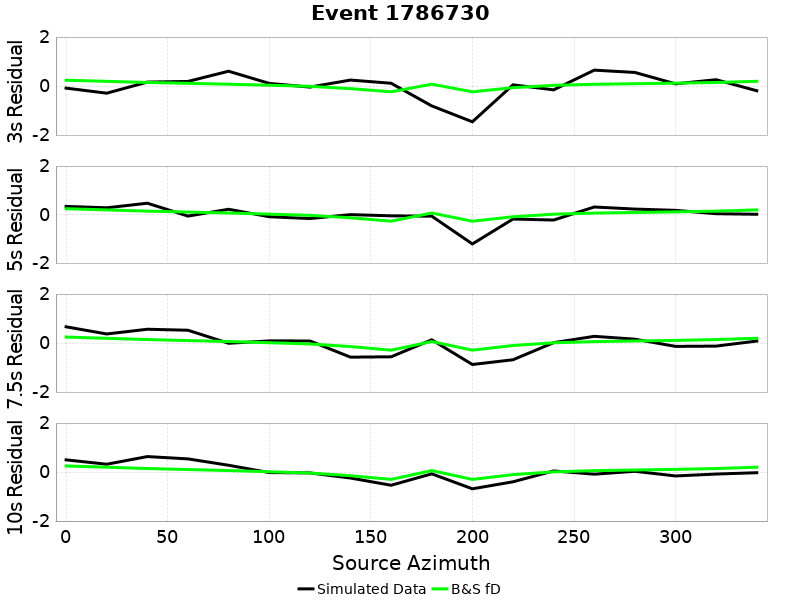 Event 1786730
3s Residual
2
0
-2
5s Residual
2
0
-2
7.5s Residual
2
0
-2
10s Residual
2
0
-2
0 50 100 150 200 250 300
Source Azimuth
Simulated Data B&S fD